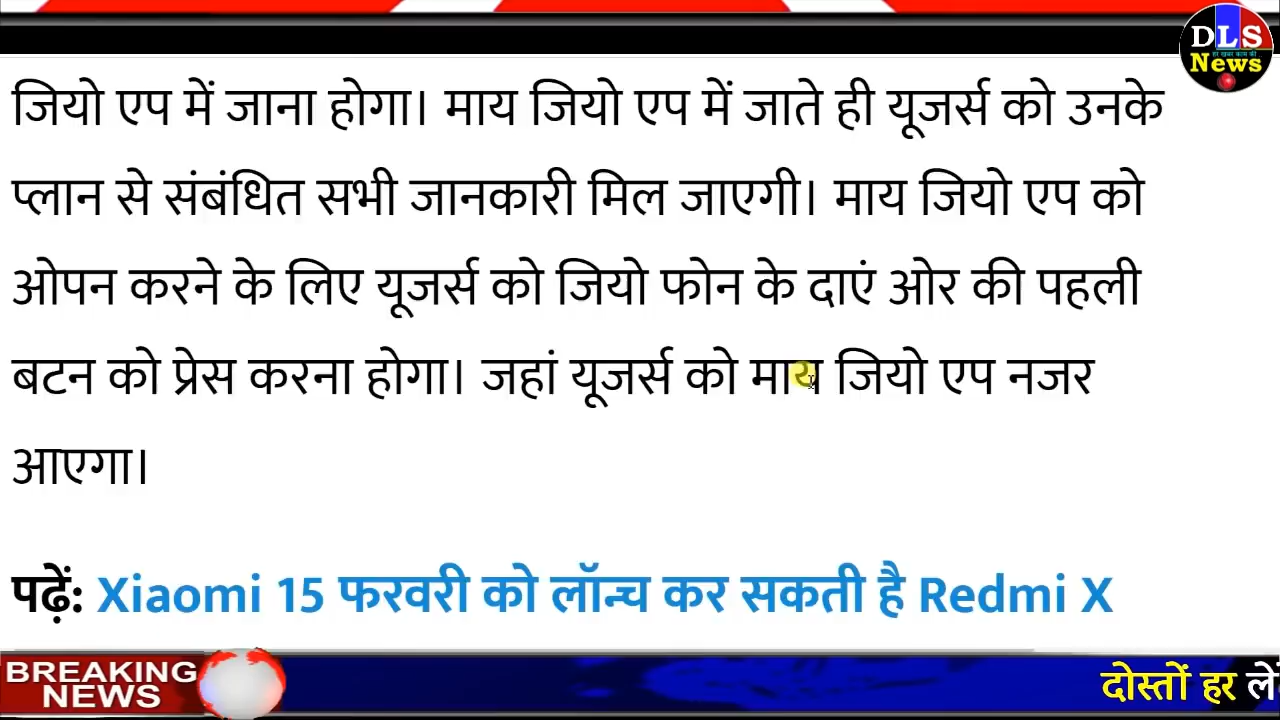 DLS
News
जियो एप में जाना होगा। माय जियो एप में जाते ही यूजर्स को उनके
प्लान से संबंधित सभी जानकारी मिल जाएगी। माय जियो एप को
ओपन करने के लिए यूजर्स को जियो फोन के दाएं ओर की पहली
बटन को प्रेस करना होगा। जहां यूजर्स को माय जियो एप नजर
आएगा।
पढ़ें: Xiaomi 15 फरवरी को लॉन्च कर सकती है Redmi X
BREAKING
NEWS
दोस्तों हर